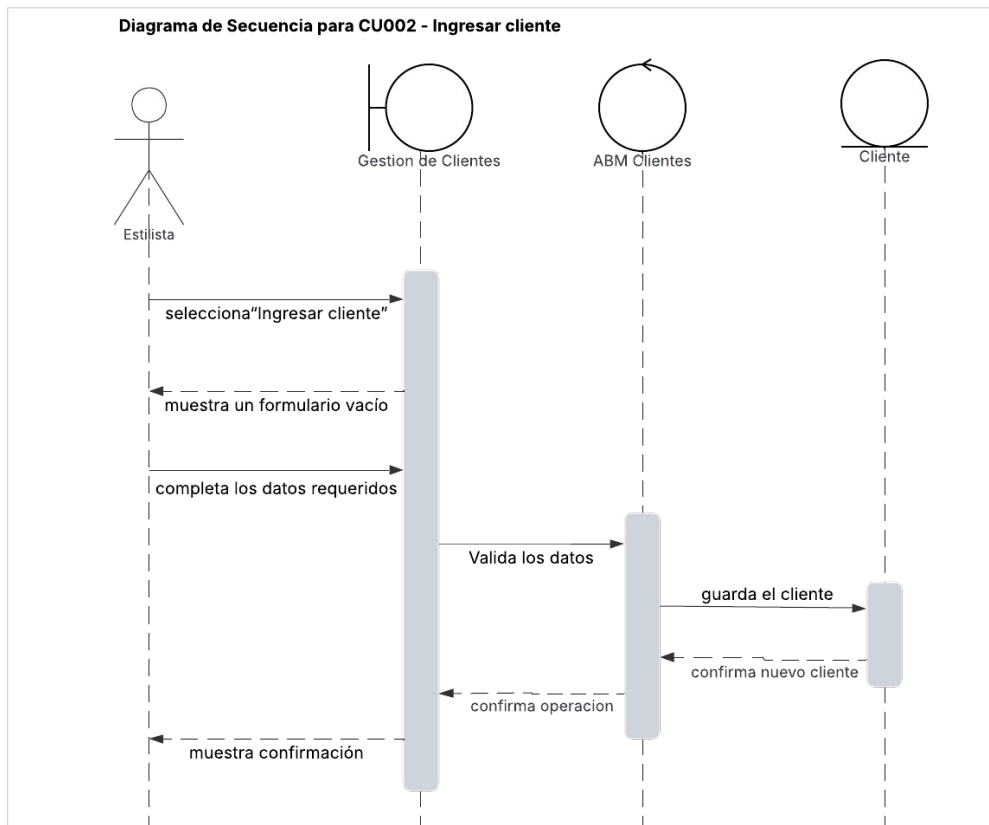 Diagrama de Secuencia para CU002 - Ingresar cliente
Gestion de Clientes
ABM Clientes
Cliente
Estilista
selecciona“Ingresar cliente”
muestra un formulario vacío
completa los datos requeridos
Valida los datos
guarda el cliente
confirma nuevo cliente
confirma operacion
muestra confirmación